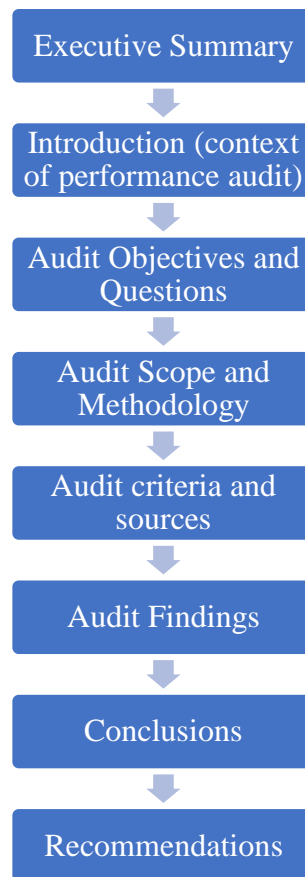 Executive Summary
Introduction (context
of performance audit)
Audit Objectives and
Questions
Audit Scope and
Methodology
Audit criteria and
sources
Audit Findings
Conclusions
Recommendations